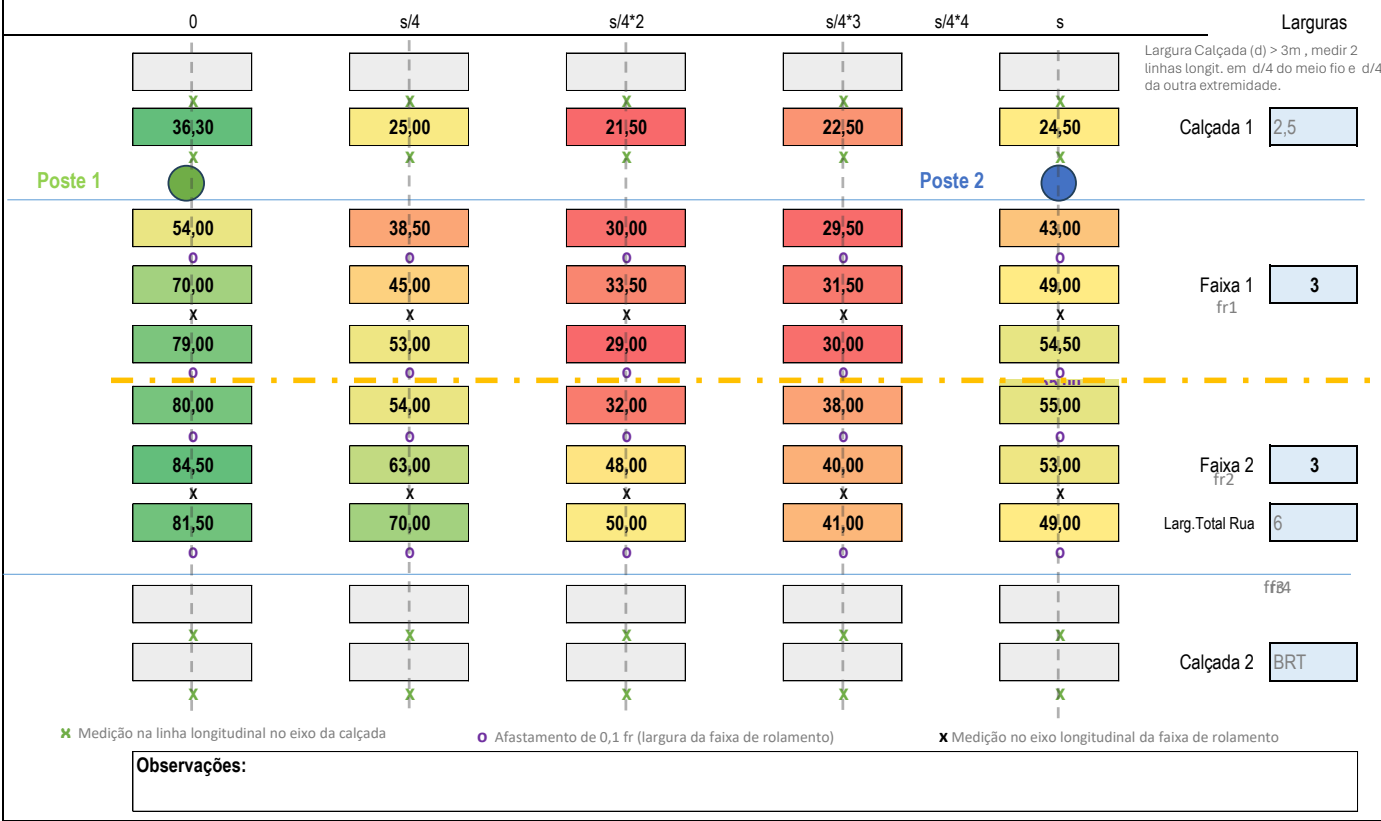 0 s/4 s/4*2 s/4*3 s/4*4 s Larguras
Largura Calçada (d) > 3m , medir 2
linhas longit. em d/4 do meio fio e d/4
da outra extremidade.
x x x x x
36,30 25,00 21,50 22,50 24,50 Calçada 1 2,5
x x x x x
Poste 1 Poste 2
54,00 38,50 30,00 29,50 43,00
o o o o o
70,00 45,00 33,50 31,50 49,00 Faixa 1 3
fr1
x x x x x
79,00 53,00 29,00 30,00 54,50
o o o o o
80,00 54,00 32,00 38,00 55,00
o o o o o
84,50 63,00 48,00 40,00 53,00 Faixa 2 3
fr2
x x x x x
81,50 70,00 50,00 41,00 49,00 Larg.Total Rua 6
o o o o o
x x x x x
Calçada 2 BRT
x x x x x
x Medição na linha longitudinal no eixo da calçada o Afastamento de 0,1 fr (largura da faixa de rolamento) x Medição no eixo longitudinal da faixa de rolamento
Observações: